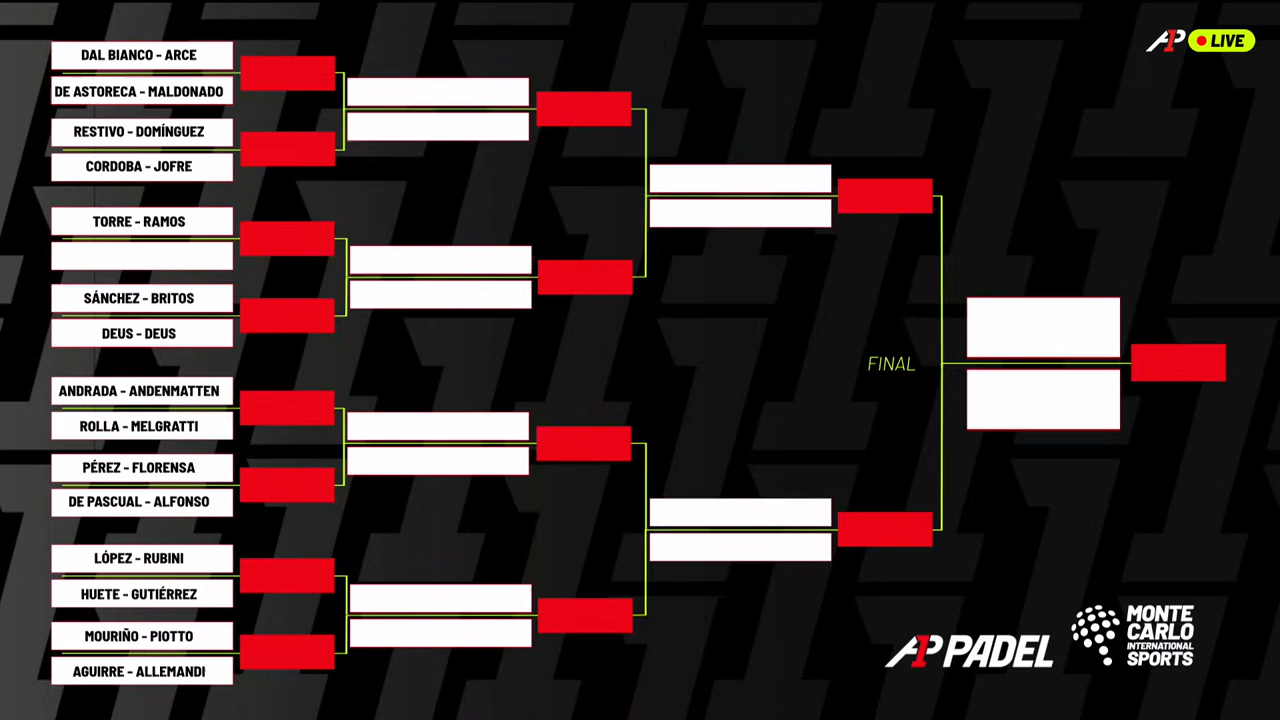 DAL BIANCO - ARCE
DE ASTORECA - MALDONADO
RESTIVO - DOMÍNGUEZ
CORDOBA - JOFRE
TORRE - RAMOS
SÁNCHEZ - BRITOS
DEUS - DEUS
ANDRADA - ANDENMATTEN
ROLLA - MELGRATTI
PÉREZ - FLORENSA
DE PASCUAL - ALFONSO
LÓPEZ - RUBINI
HUETE - GUTIÉRREZ
MOURIÑO - PIOTTO
AGUIRRE - ALLEMANDI
FINAL
A1P LIVE
A1P PADEL
MONTE
CARLO
INTERNATIONAL
SPORTS